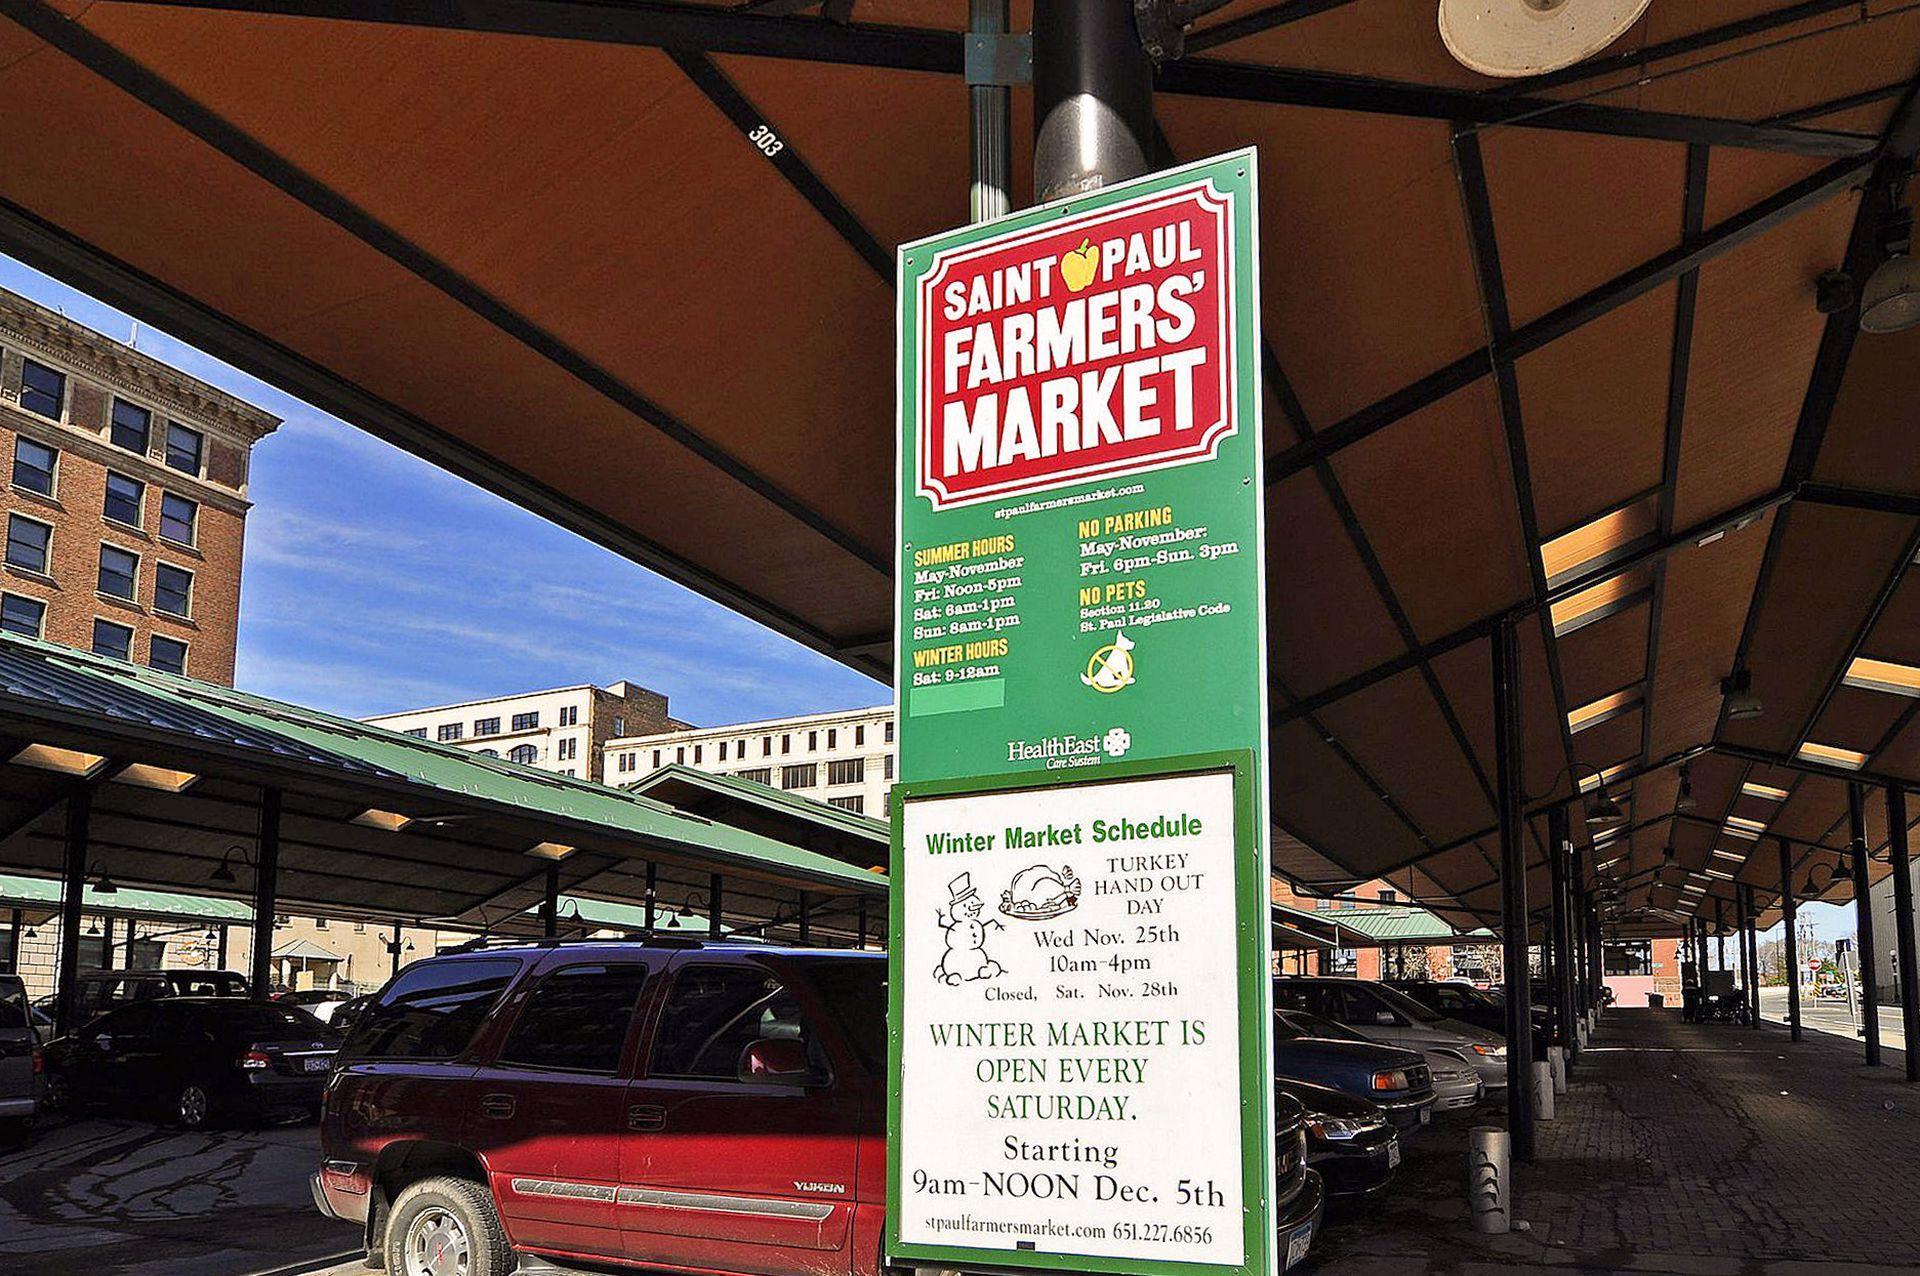 303
SAINT PAUL
FARMERS'
MARKET
stpaulfarmersmarket.com
SUMMER HOURS
May-November
Fri: Noon-5pm
Sat: 6am-1pm
Sun: 8am-1pm
WINTER HOURS
Sat: 9-12am
NO PARKING
May-November:
Fri. 6pm-Sun. 3pm
NO PETS
Section 11.20
St. Paul Legislative Code
HealthEast
Care System
Winter Market Schedule
TURKEY
HAND OUT
DAY
Wed Nov. 25th
10am-4pm
Closed, Sat. Nov. 28th
WINTER MARKET IS
OPEN EVERY
SATURDAY.
Starting
9am-NOON Dec. 5th
stpaulfarmersmarket.com 651.227.6856
YUKON